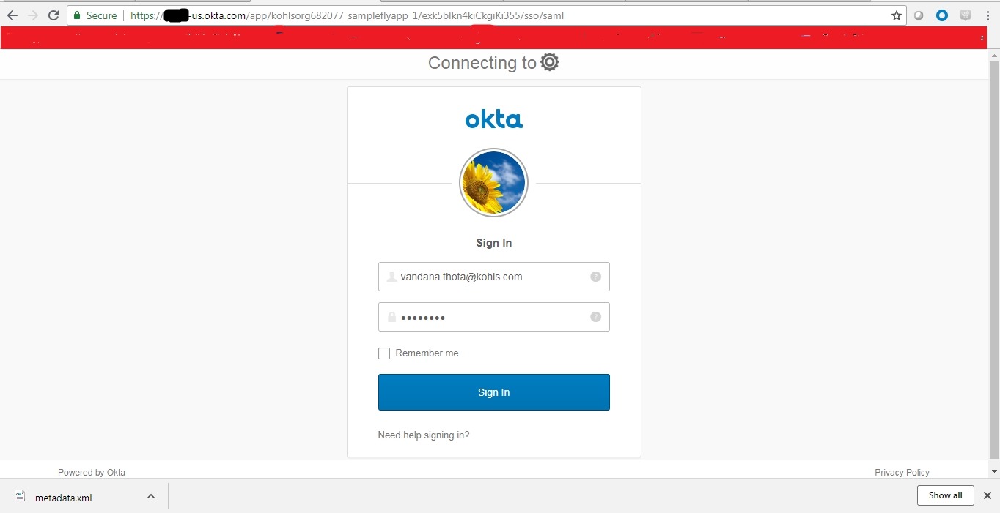 Secure https://-us.okta.com/app/kohlsorg682077_sampleflyapp_1/exk5blkn4kiCkgiKi355/sso/saml
Connecting to
okta
Sign In
vandana.thota@kohls.com
Remember me
Sign In
Need help signing in?
Powered by Okta
Privacy Policy
metadata.xml
Show all